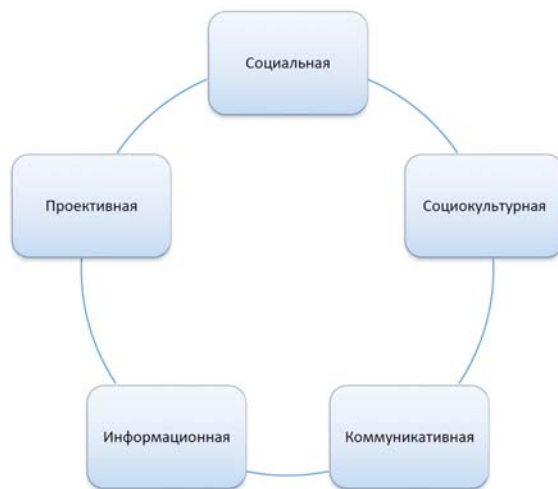 Социальная
Проективная
Социокультурная
Информационная
Коммуникативная